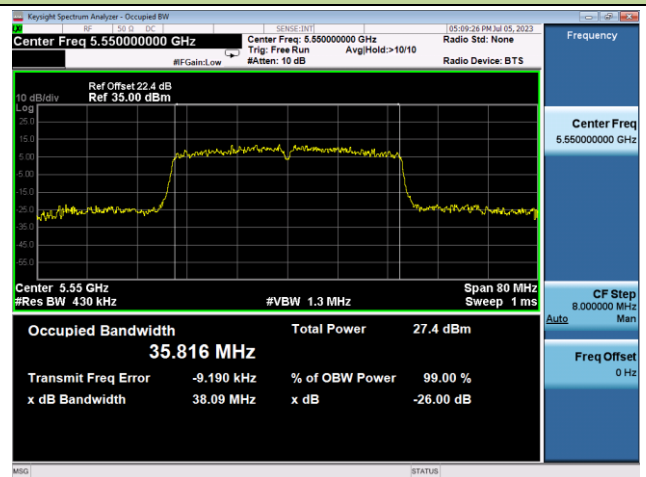 Keysight Spectrum Analyzer - Occupied BW
RF 50 Ω DC SENSE:INT 05:09:26 PM Jul 05, 2023
Center Freq 5.550000000 GHz Center Freq: 5.550000000 GHz Radio Std: None
Trig: Free Run Avg|Hold:>10/10
#IFGain:Low #Atten: 10 dB Radio Device: BTS
Frequency
Ref Offset 22.4 dB
10 dB/div Ref 35.00 dBm
Log
25.0
15.0
5.00
-5.00
-15.0
-25.0
-35.0
-45.0
-55.0
Center 5.55 GHz Span 80 MHz
#Res BW 430 kHz #VBW 1.3 MHz Sweep 1 ms
Occupied Bandwidth Total Power 27.4 dBm
35.816 MHz
Transmit Freq Error -9.190 kHz % of OBW Power 99.00 %
x dB Bandwidth 38.09 MHz x dB -26.00 dB
Center Freq
5.550000000 GHz
CF Step
8.000000 MHz
Auto Man
Freq Offset
0 Hz
MSG STATUS